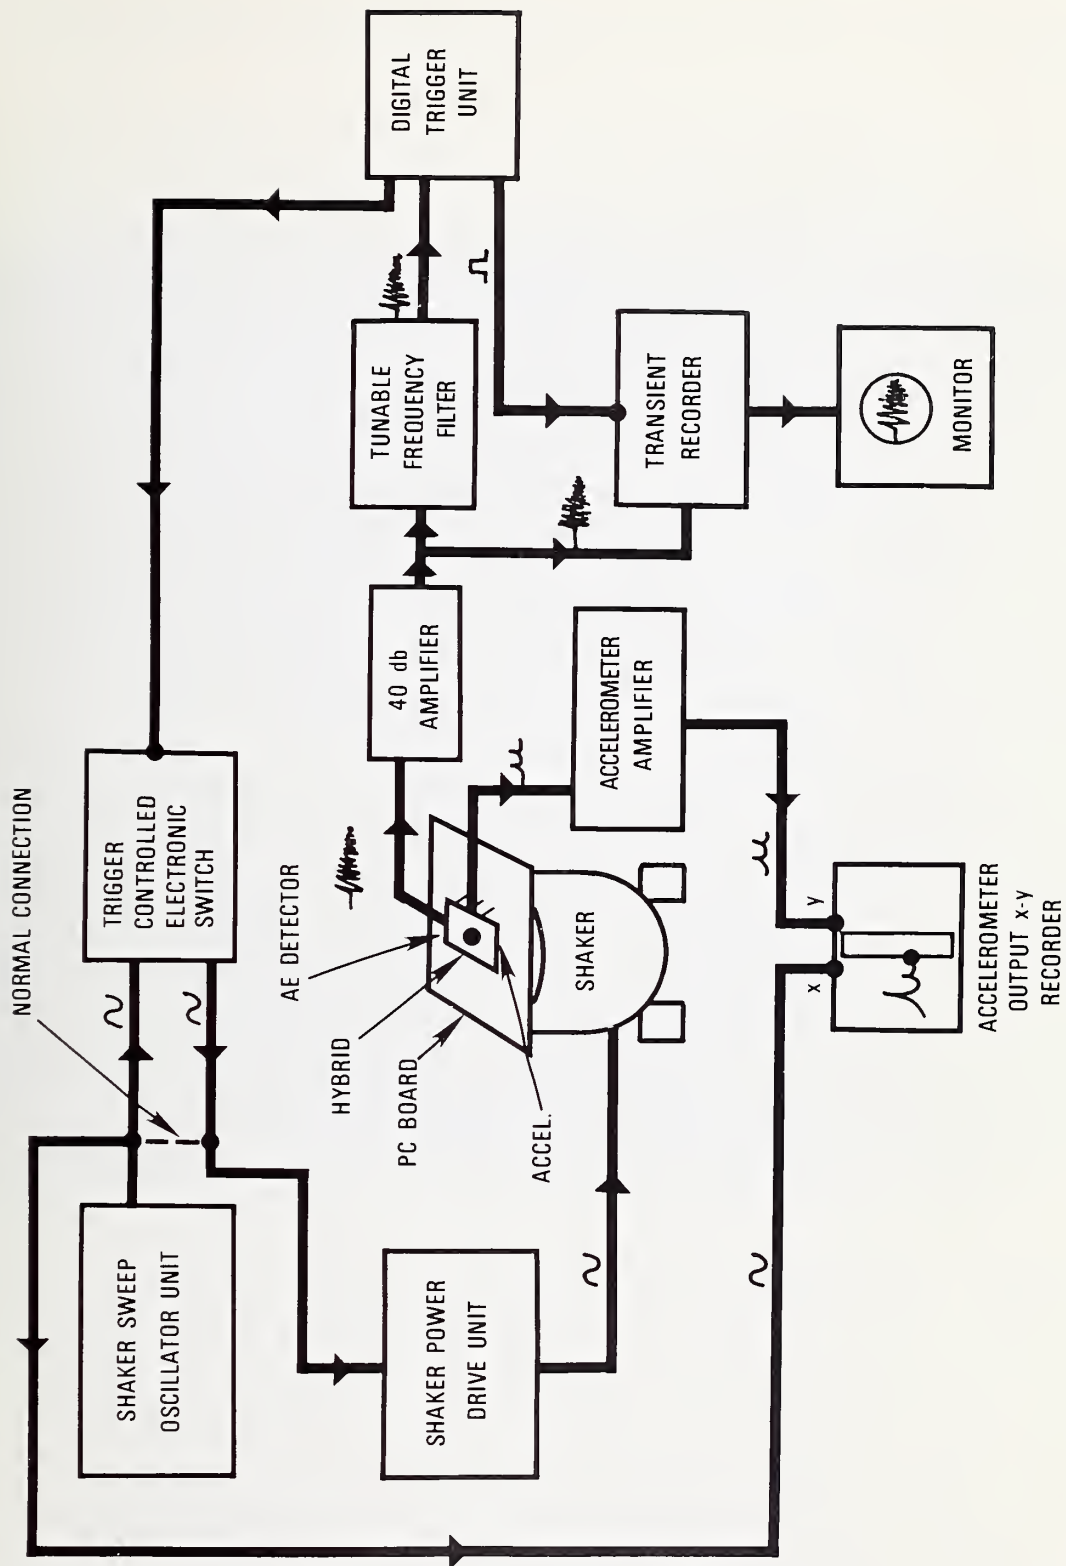 NORMAL CONNECTION
SHAKER SWEEP
OSCILLATOR UNIT
TRIGGER
CONTROLLED
ELECTRONIC
SWITCH
DIGITAL
TRIGGER
UNIT
AE DETECTOR
HYBRID
PC BOARD
ACCEL.
40 db
AMPLIFIER
TUNABLE
FREQUENCY
FILTER
SHAKER POWER
DRIVE UNIT
SHAKER
ACCELEROMETER
AMPLIFIER
TRANSIENT
RECORDER
MONITOR
x
y
ACCELEROMETER
OUTPUT x-y
RECORDER